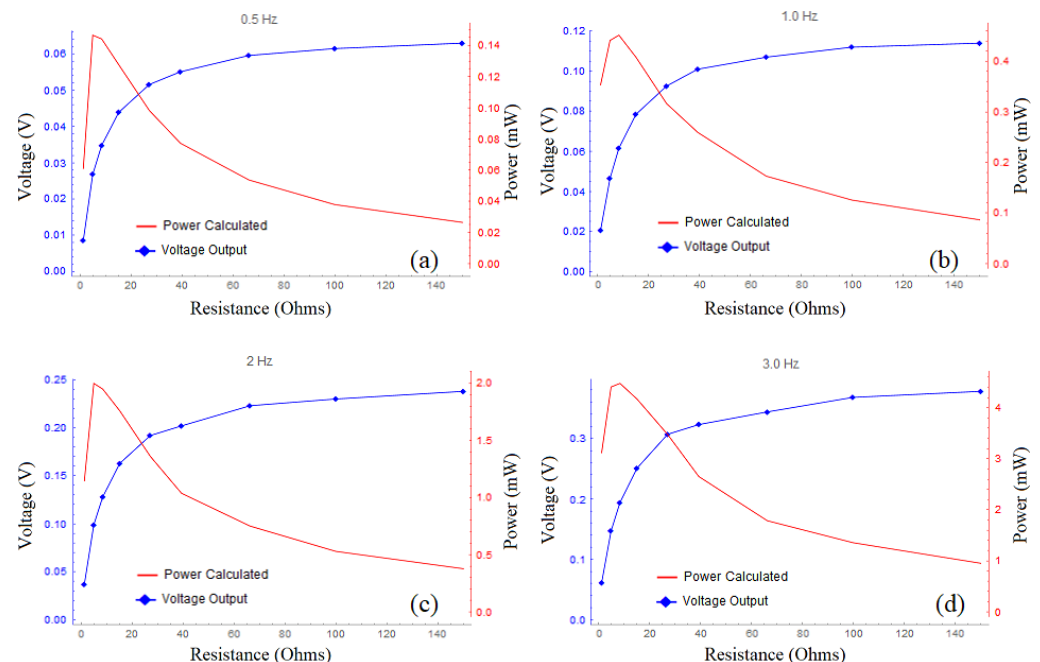 0.5 Hz
Voltage (V)
0.06
0.05
0.04
0.03
0.02
0.01
0.00
Power (mW)
0.14
0.12
0.10
0.08
0.06
0.04
0.02
0.00
Power Calculated
Voltage Output
(a)
0 20 40 60 80 100 120 140
Resistance (Ohms)
1.0 Hz
Voltage (V)
0.12
0.10
0.08
0.06
0.04
0.02
0.00
Power (mW)
0.4
0.3
0.2
0.1
0.0
Power Calculated
Voltage Output
(b)
0 20 40 60 80 100 120 140
Resistance (Ohms)
2 Hz
Voltage (V)
0.25
0.20
0.15
0.10
0.05
0.00
Power (mW)
2.0
1.5
1.0
0.5
0.0
Power Calculated
Voltage Output
(c)
0 20 40 60 80 100 120 140
Resistance (Ohms)
3.0 Hz
Voltage (V)
0.3
0.2
0.1
0.0
Power (mW)
4
3
2
1
0
Power Calculated
Voltage Output
(d)
0 20 40 60 80 100 120 140
Resistance (Ohms)